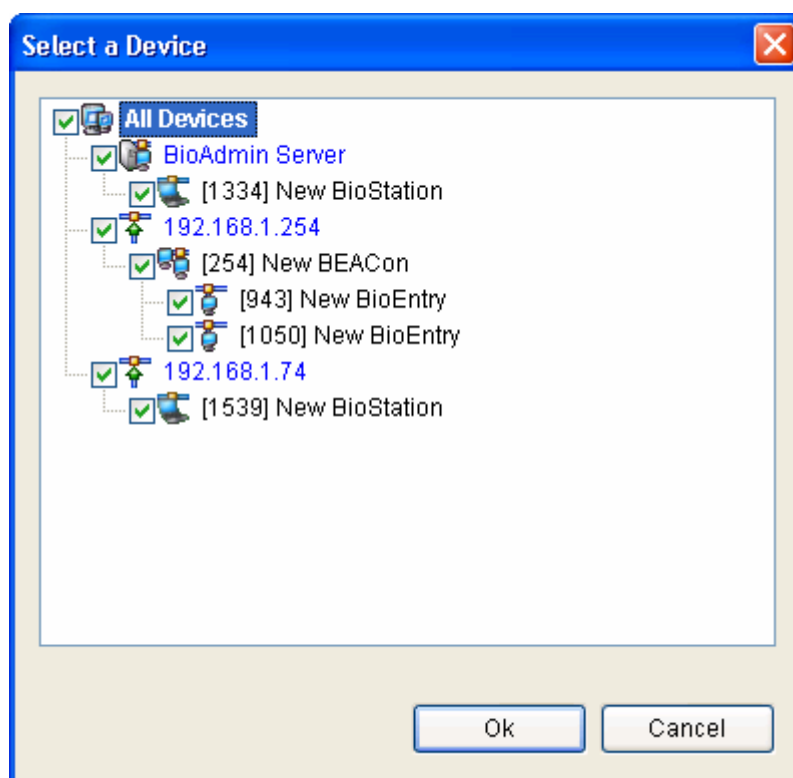 Select a Device
All Devices
BioAdmin Server
[1334] New BioStation
192.168.1.254
[254] New BEACon
[943] New BioEntry
[1050] New BioEntry
192.168.1.74
[1539] New BioStation
Ok Cancel